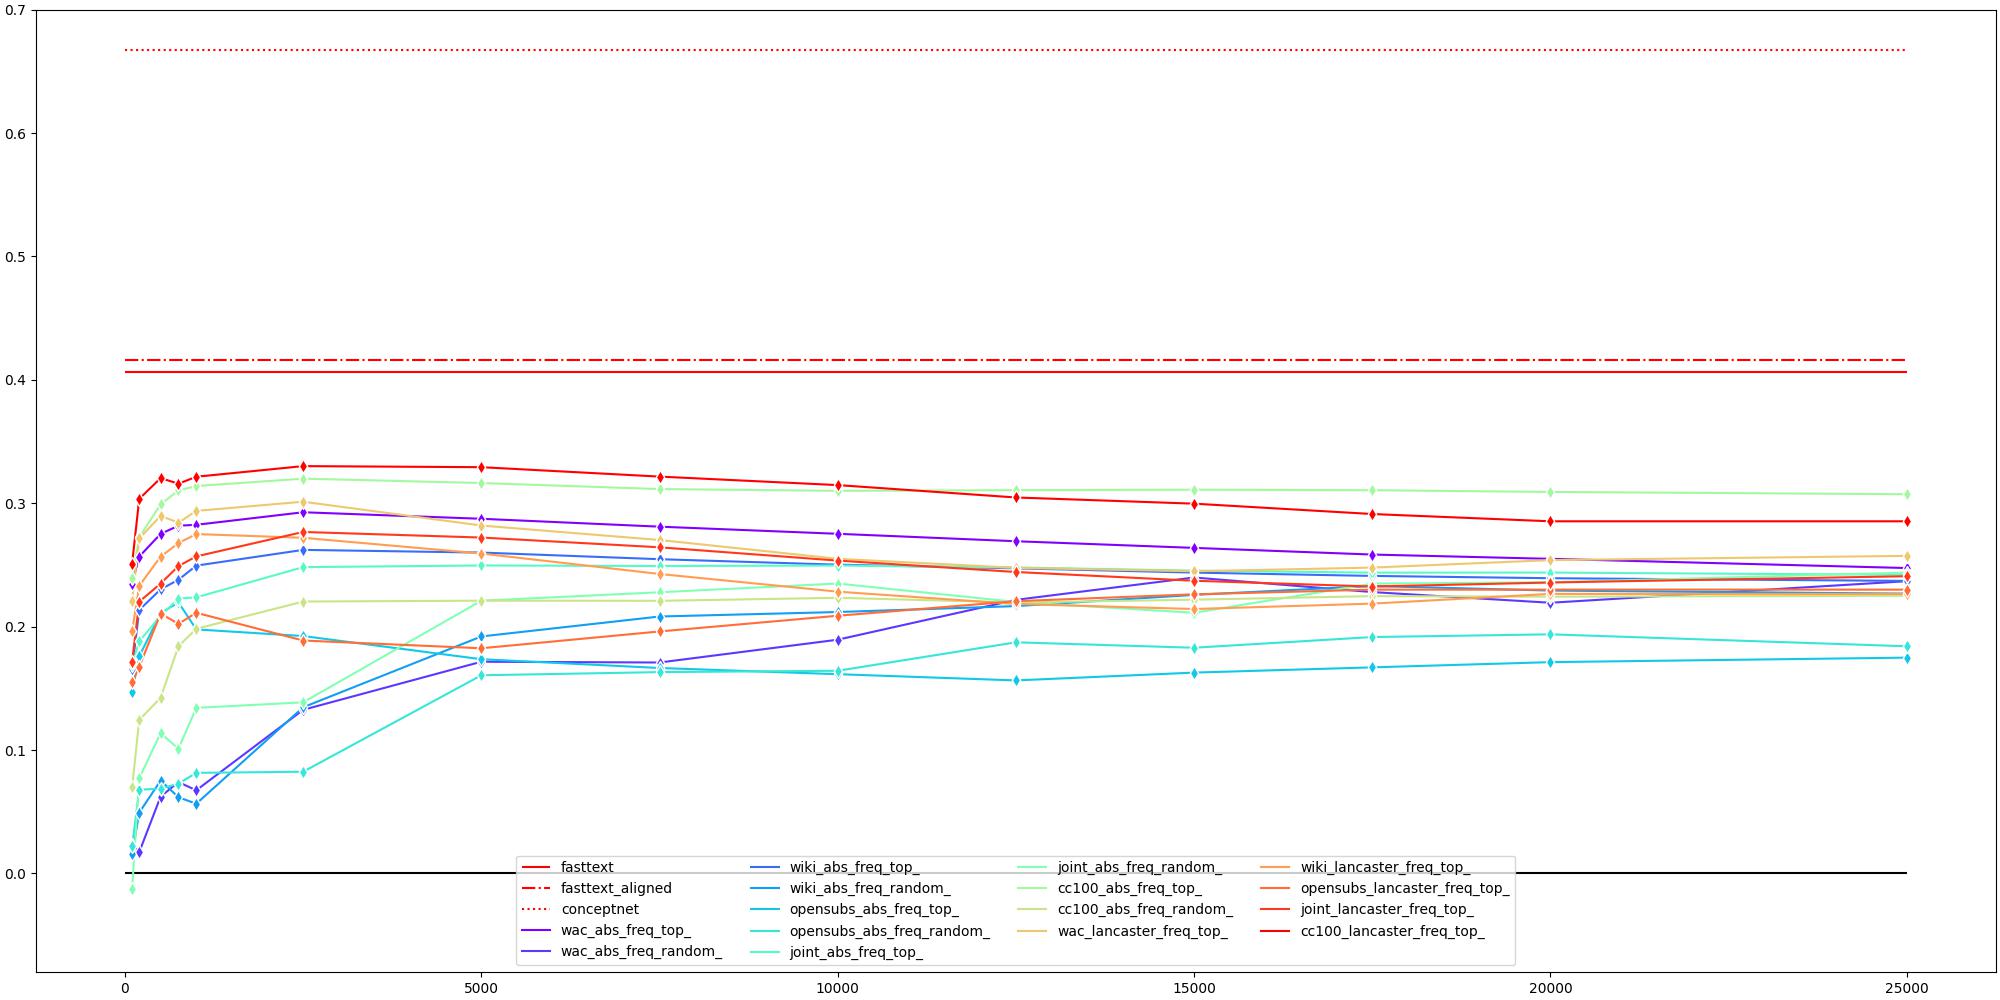 0.7
0.6
0.5
0.4
0.3
0.2
0.1
0.0
fasttext
fasttext_aligned
conceptnet
wac_abs_freq_top_
wac_abs_freq_random_
wiki_abs_freq_top_
wiki_abs_freq_random_
opensubs_abs_freq_top_
opensubs_abs_freq_random_
joint_abs_freq_top_
joint_abs_freq_random_
cc100_abs_freq_top_
cc100_abs_freq_random_
wac_lancaster_freq_top_
wiki_lancaster_freq_top_
opensubs_lancaster_freq_top_
joint_lancaster_freq_top_
cc100_lancaster_freq_top_
0 5000 10000 15000 20000 25000